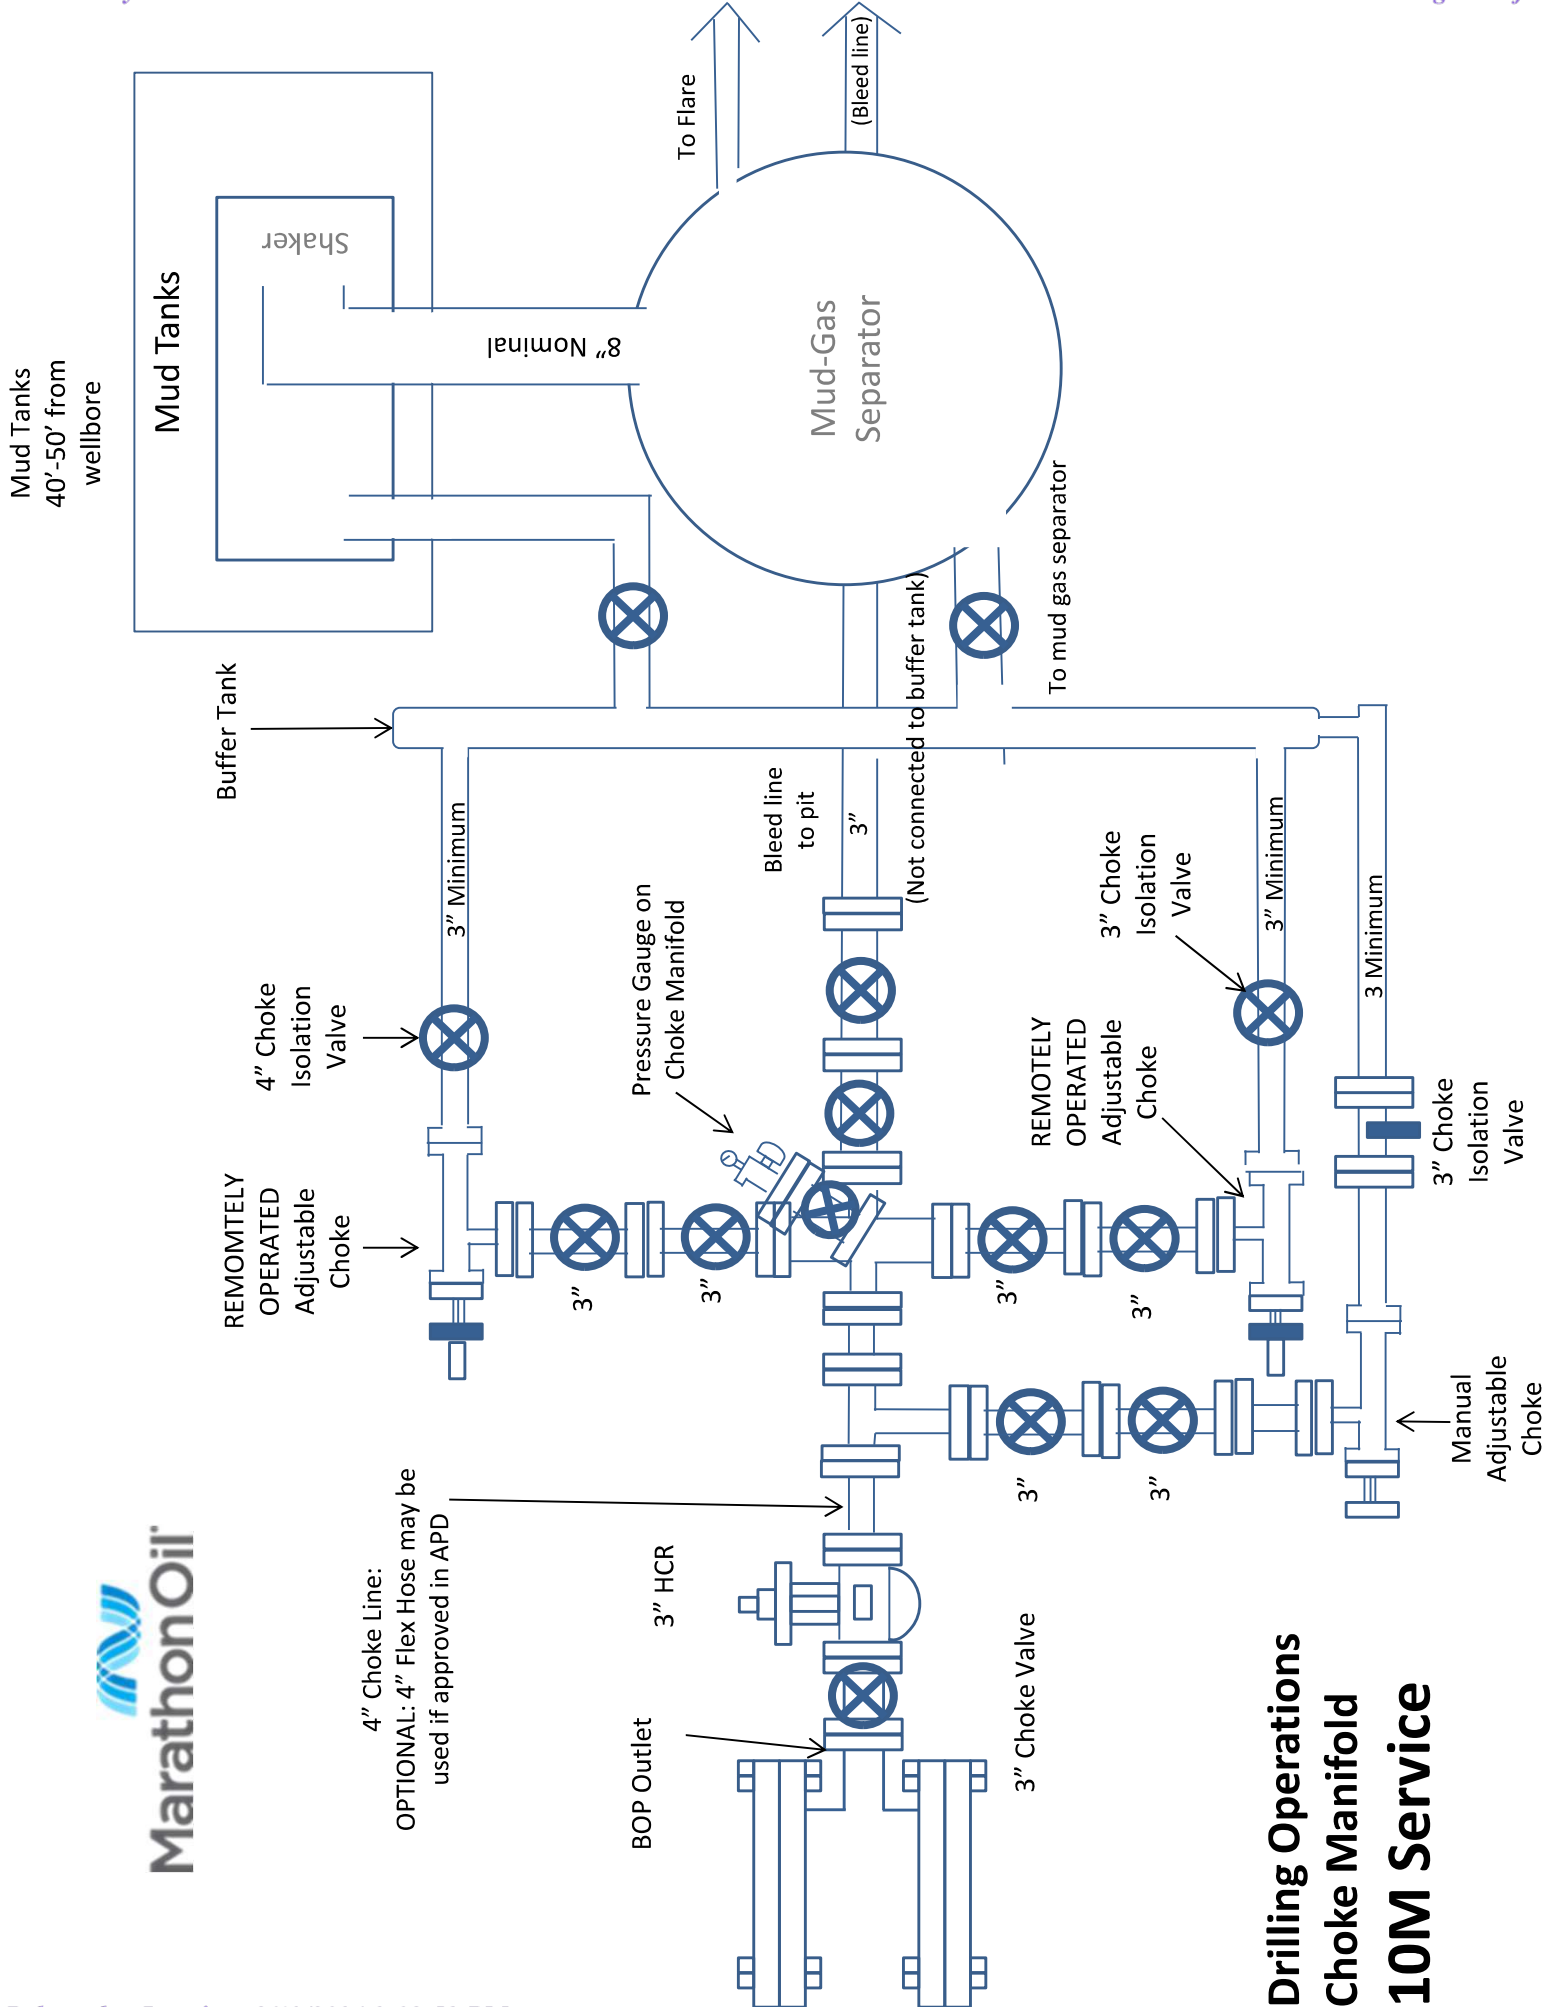 MarathonOil
Mud Tanks
40’-50’ from
wellbore
Mud Tanks
Shaker
8” Nominal
To Flare
(Bleed line)
Mud-Gas
Separator
To mud gas separator
Buffer Tank
3” Minimum
Bleed line
to pit
3”
(Not connected to buffer tank)
4” Choke
Isolation
Valve
Pressure Gauge on
Choke Manifold
3” Choke
Isolation
Valve
3” Minimum
3 Minimum
REMOMTELY
OPERATED
Adjustable
Choke
REMOTELY
OPERATED
Adjustable
Choke
3” Choke
Isolation
Valve
3”
3”
3”
3”
3”
3”
Manual
Adjustable
Choke
4” Choke Line:
OPTIONAL: 4” Flex Hose may be
used if approved in APD
3” HCR
BOP Outlet
3” Choke Valve
Drilling Operations
Choke Manifold
10M Service